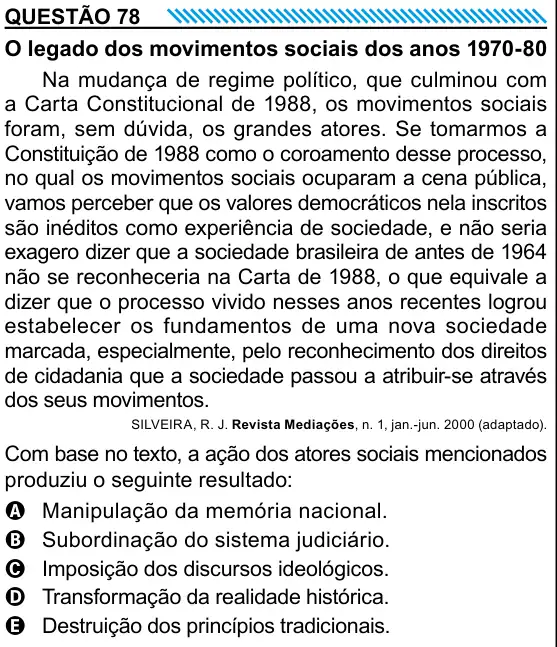 QUESTÃO 78
O legado dos movimentos sociais dos anos 1970-80
Na mudança de regime político, que culminou com
a Carta Constitucional de 1988, os movimentos sociais
foram, sem dúvida, os grandes atores. Se tomarmos a
Constituição de 1988 como o coroamento desse processo,
no qual os movimentos sociais ocuparam a cena pública,
vamos perceber que os valores democráticos nela inscritos
são inéditos como experiência de sociedade, e não seria
exagero dizer que a sociedade brasileira de antes de 1964
não se reconheceria na Carta de 1988, o que equivale a
dizer que o processo vivido nesses anos recentes logrou
estabelecer os fundamentos de uma nova sociedade
marcada, especialmente, pelo reconhecimento dos direitos
de cidadania que a sociedade passou a atribuir-se através
dos seus movimentos.
SILVEIRA, R. J. Revista Mediações, n. 1, jan.-jun. 2000 (adaptado).
Com base no texto, a ação dos atores sociais mencionados
produziu o seguinte resultado:
A Manipulação da memória nacional.
B Subordinação do sistema judiciário.
C Imposição dos discursos ideológicos.
D Transformação da realidade histórica.
E Destruição dos princípios tradicionais.